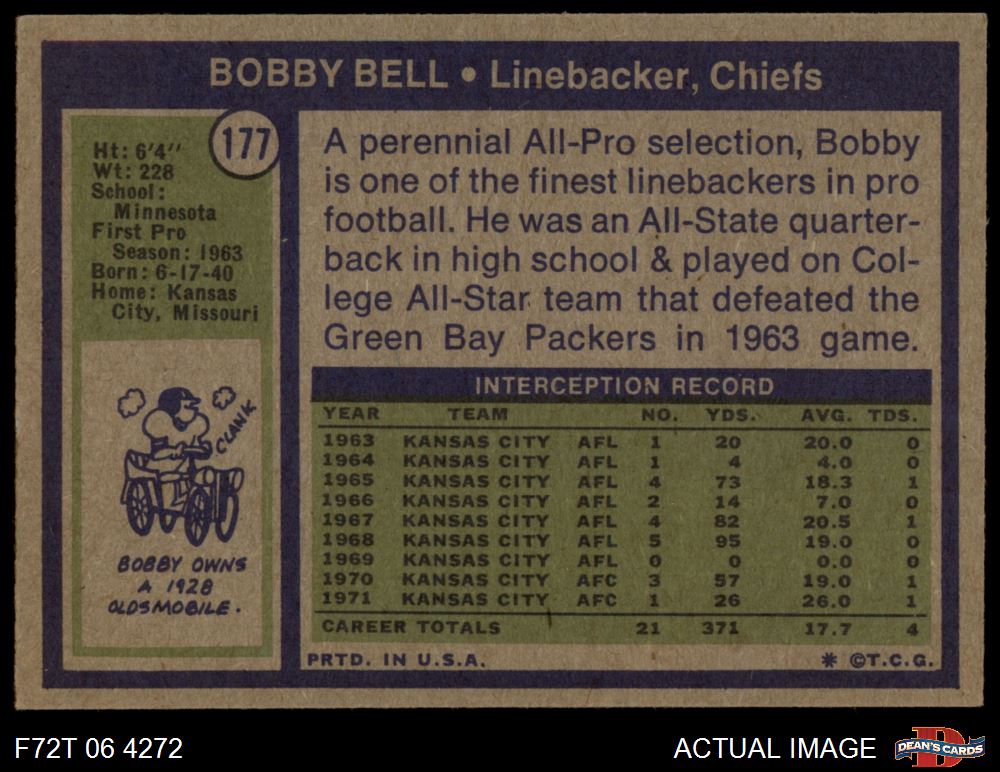 BOBBY BELL • Linebacker, Chiefs
177
Ht: 6'4''
Wt: 228
School:
Minnesota
First Pro
Season: 1963
Born: 6-17-40
Home: Kansas
City, Missouri
A perennial All-Pro selection, Bobby
is one of the finest linebackers in pro
football. He was an All-State quarter-
back in high school & played on Col-
lege All-Star team that defeated the
Green Bay Packers in 1963 game.
CLANK
BOBBY OWNS
A 1928
OLDSMOBILE.
INTERCEPTION RECORD
YEAR TEAM NO. YDS. AVG. TDS.
1963 KANSAS CITY AFL 1 20 20.0 0
1964 KANSAS CITY AFL 1 4 4.0 0
1965 KANSAS CITY AFL 4 73 18.3 1
1966 KANSAS CITY AFL 2 14 7.0 0
1967 KANSAS CITY AFL 4 82 20.5 1
1968 KANSAS CITY AFL 5 95 19.0 0
1969 KANSAS CITY AFL 0 0 0.0 0
1970 KANSAS CITY AFC 3 57 19.0 1
1971 KANSAS CITY AFC 1 26 26.0 1
CAREER TOTALS 21 371 17.7 4
PRTD. IN U.S.A. * ©T.C.G.
F72T 06 4272
ACTUAL IMAGE
D
DEAN'S CARDS